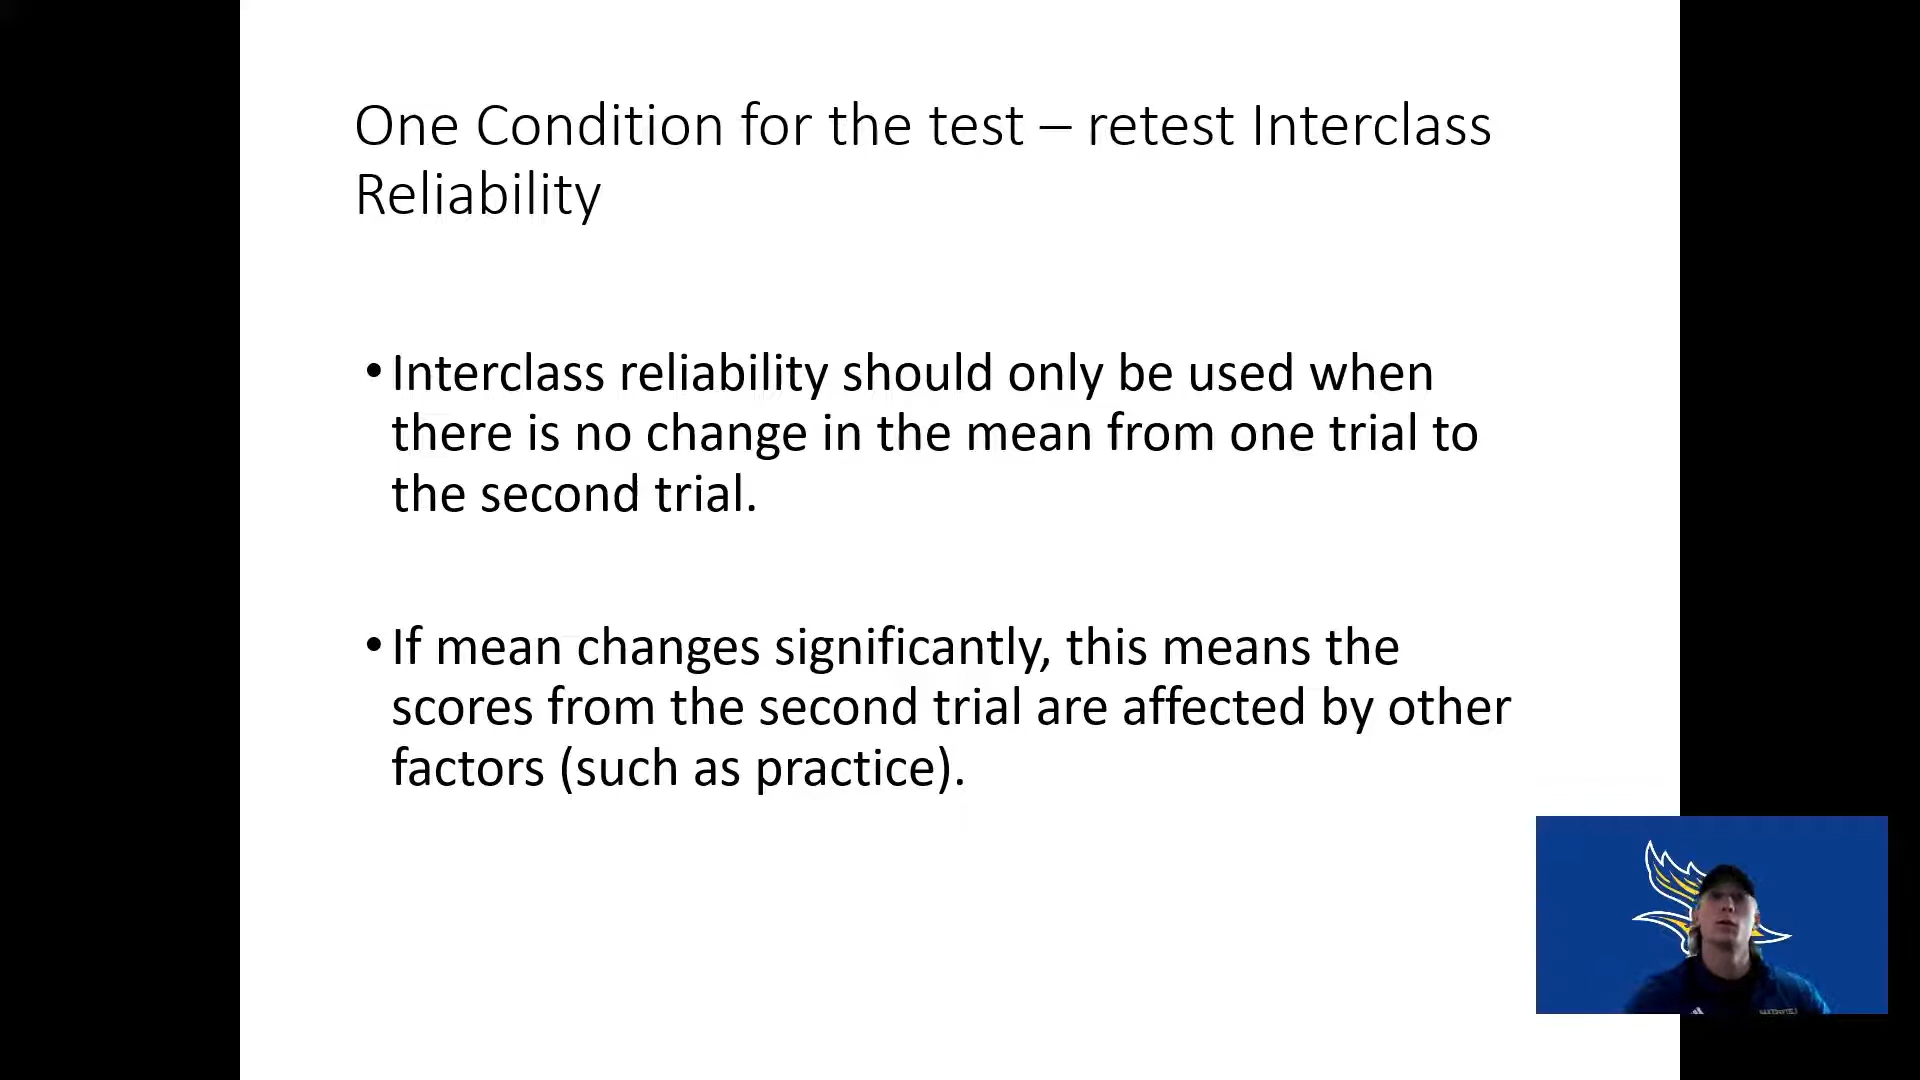 One Condition for the test – retest Interclass
Reliability
• Interclass reliability should only be used when
there is no change in the mean from one trial to
the second trial.
• If mean changes significantly, this means the
scores from the second trial are affected by other
factors (such as practice).